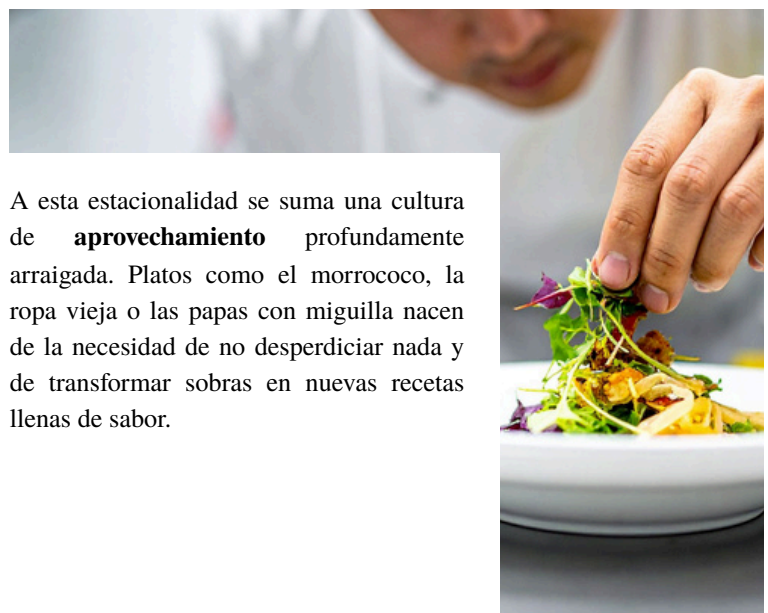 A esta estacionalidad se suma una cultura
de aprovechamiento profundamente
arraigada. Platos como el morrococo, la
ropa vieja o las papas con miguilla nacen
de la necesidad de no desperdiciar nada y
de transformar sobras en nuevas recetas
llenas de sabor.